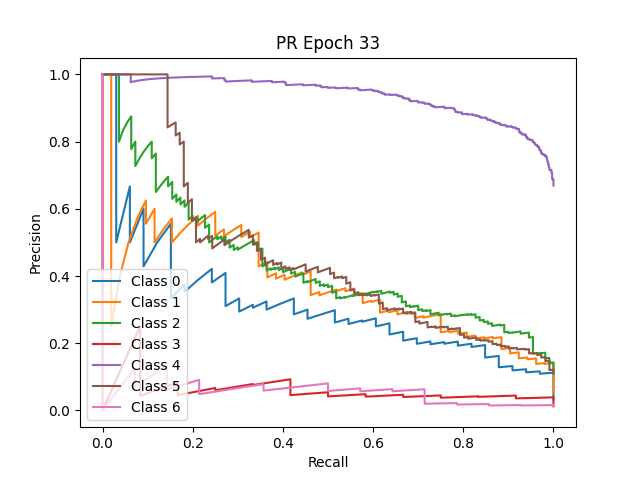 PR Epoch 33
Precision
1.0
0.8
0.6
0.4
0.2
0.0
Class 0
Class 1
Class 2
Class 3
Class 4
Class 5
Class 6
0.0 0.2 0.4 0.6 0.8 1.0
Recall